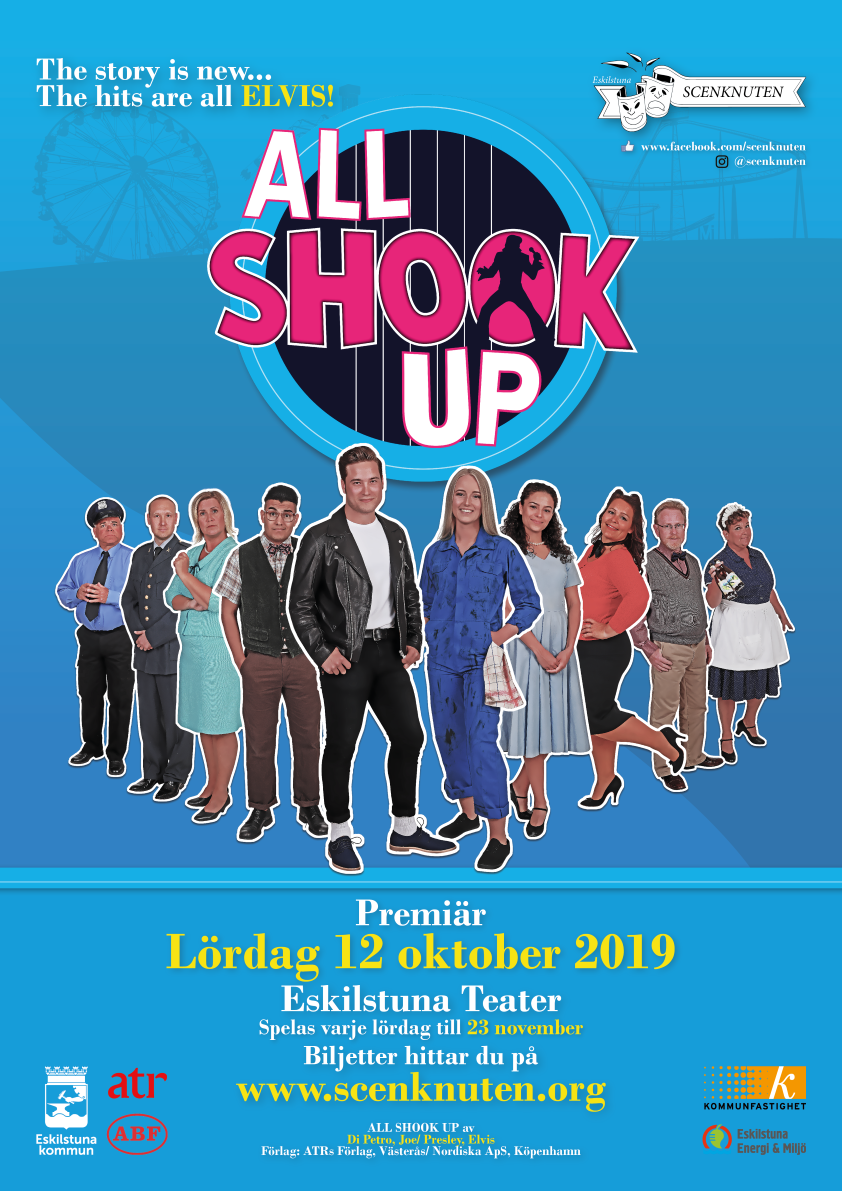 The story is new...
The hits are all ELVIS!
Eskilstuna
SCENKNUTEN
www.facebook.com/scenknuten
@scenknuten
ALL
SHOOK
UP
Premiär
Lördag 12 oktober 2019
Eskilstuna Teater
Spelas varje lördag till 23 november
Biljetter hittar du på
www.scenknuten.org
ALL SHOOK UP av
Di Petro, Joe/ Presley, Elvis
Förlag: ATRs Förlag, Västerås/ Nordiska ApS, Köpenhamn
Eskilstuna
kommun
atr
ABF
k
KOMMUNFASTIGHET
Eskilstuna
Energi & Miljö